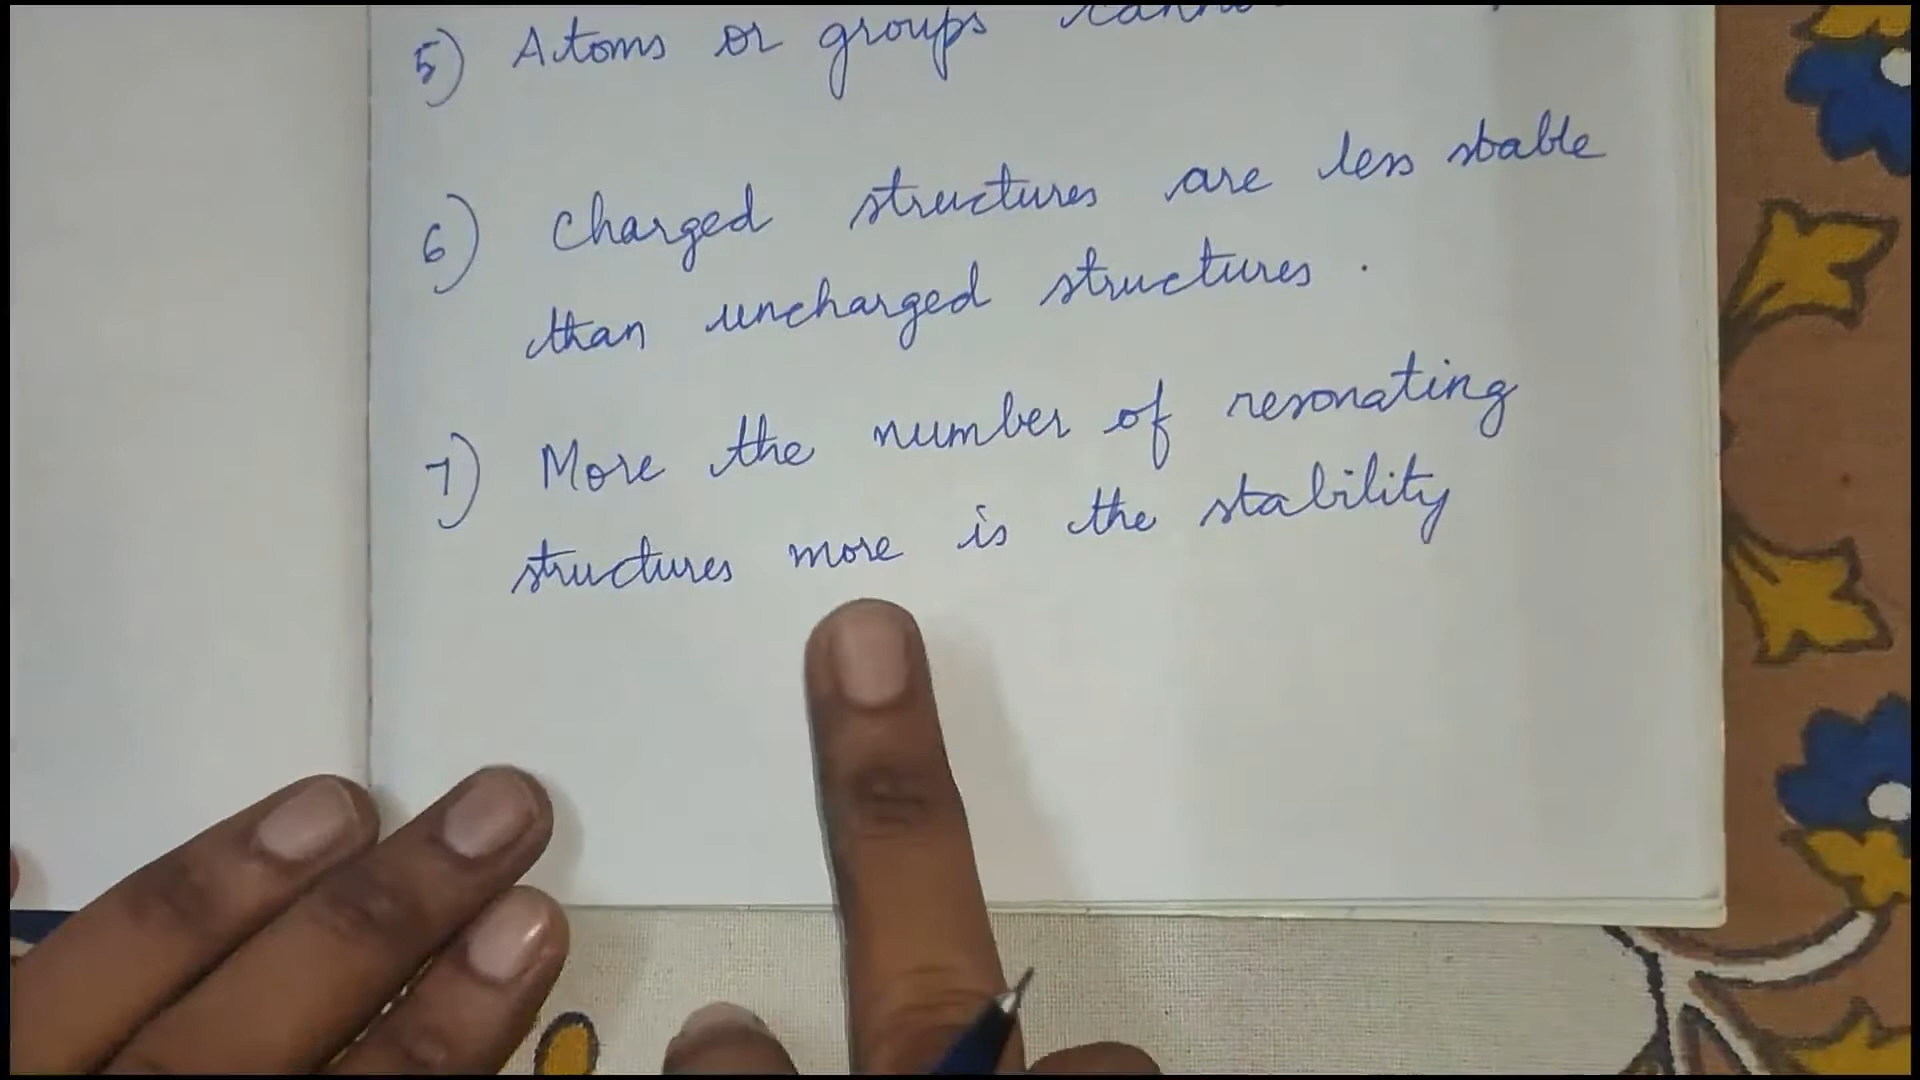 5) Atoms or groups
6) Charged structures are less stable
than uncharged structures.
7) More the number of resonating
structures more is the stability